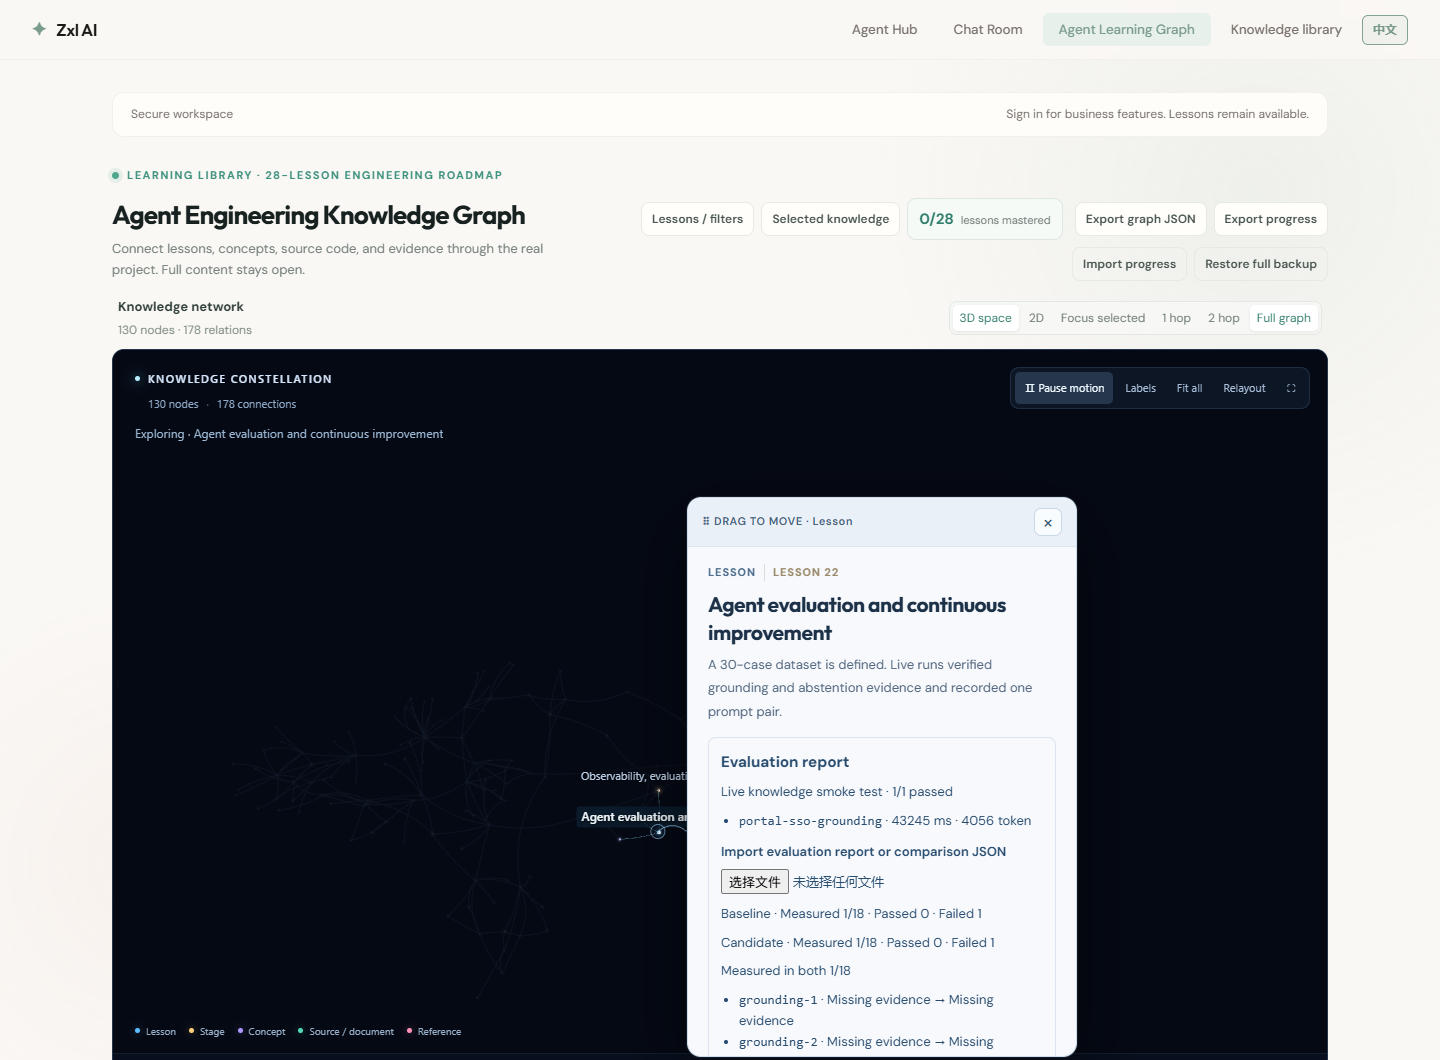 Zxl AI
Agent Hub
Chat Room
Agent Learning Graph
Knowledge library
中文
Secure workspace
Sign in for business features. Lessons remain available.
LEARNING LIBRARY · 28-LESSON ENGINEERING ROADMAP
Agent Engineering Knowledge Graph
Connect lessons, concepts, source code, and evidence through the real
project. Full content stays open.
Lessons / filters
Selected knowledge
0/28 lessons mastered
Export graph JSON
Export progress
Import progress
Restore full backup
Knowledge network
130 nodes · 178 relations
3D space
2D
Focus selected
1 hop
2 hop
Full graph
KNOWLEDGE CONSTELLATION
130 nodes · 178 connections
Exploring · Agent evaluation and continuous improvement
Pause motion
Labels
Fit all
Relayout
Observability, evaluati
Agent evaluation an
DRAG TO MOVE · Lesson
×
LESSON
LESSON 22
Agent evaluation and continuous
improvement
A 30-case dataset is defined. Live runs verified
grounding and abstention evidence and recorded one
prompt pair.
Evaluation report
Live knowledge smoke test · 1/1 passed
• portal-sso-grounding · 43245 ms · 4056 token
Import evaluation report or comparison JSON
选择文件 未选择任何文件
Baseline · Measured 1/18 · Passed 0 · Failed 1
Candidate · Measured 1/18 · Passed 0 · Failed 1
Measured in both 1/18
• grounding-1 · Missing evidence → Missing
evidence
• grounding-2 · Missing evidence → Missing
Lesson
Stage
Concept
Source / document
Reference